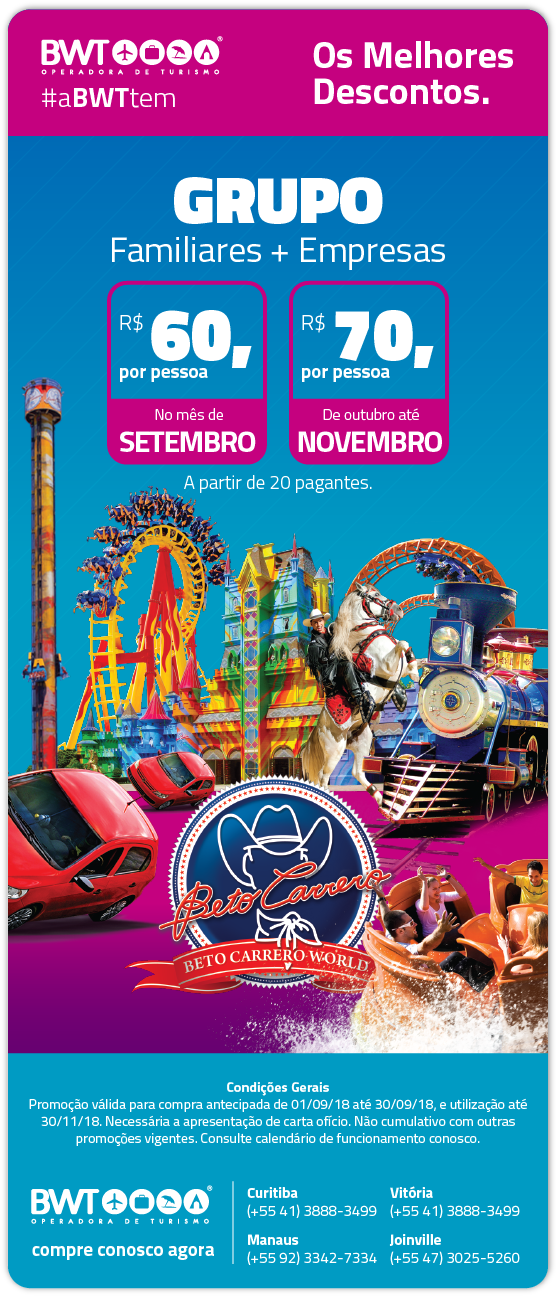 BWT
OPERADORA DE TURISMO
#aBWTtem
Os Melhores
Descontos.
GRUPO
Familiares + Empresas
R$ 60,
por pessoa
No mês de
SETEMBRO
R$ 70,
por pessoa
De outubro até
NOVEMBRO
A partir de 20 pagantes.
Beto Carrero
BETO CARRERO WORLD
Condições Gerais
Promoção válida para compra antecipada de 01/09/18 até 30/09/18, e utilização até
30/11/18. Necessária a apresentação de carta ofício. Não cumulativo com outras
promoções vigentes. Consulte calendário de funcionamento conosco.
BWT
OPERADORA DE TURISMO
compre conosco agora
Curitiba
(+55 41) 3888-3499
Vitória
(+55 41) 3888-3499
Manaus
(+55 92) 3342-7334
Joinville
(+55 47) 3025-5260